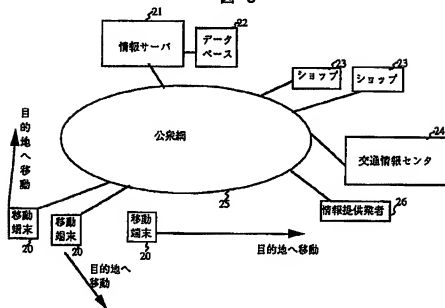 21
22
情報サーバ
データ
ベース
23
23
ショップ
ショップ
24
公衆網
交通情報センタ
目的地へ移動
25
移動
端末
20
移動
端末
20
移動
端末
20
情報提供業者
26
目的地へ移動
目的地へ
移動